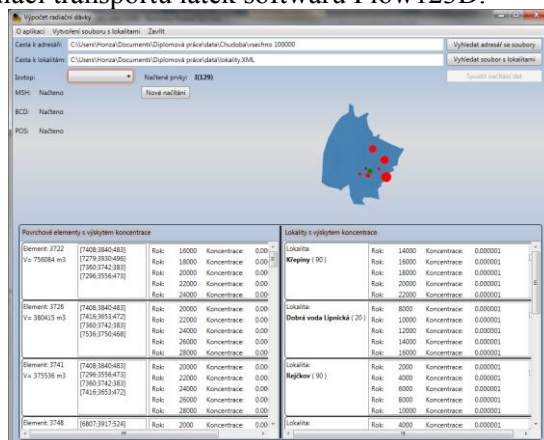 transportu látek softwaru Flow123D.
Výpočet radiační dávky
O aplikaci Vytvoření souboru s lokalitami Zavřít
Cesta k adresáři: C:\Users\Honza\Documents\Diplomová práce\data\Chudoba\vsechno 100000 Vyhledat adresář se soubory
Cesta k lokalitám: C:\Users\Honza\Documents\Diplomová práce\data\lokality.XML Vyhledat soubor s lokalitami
Izotop: Načtené prvky: I(129) Spustit načítání dat
MSH: Načteno Nové načítání
BCD: Načteno
POS: Načteno
Povrchové elementy s výskytem koncentrace
Element: 3722
V= 756084 m3
[7408;3840;483]
[7279;3930;496]
[7360;3742;383]
[7296;3556;473]
Rok: 16000 Koncentrace: 0.00
Rok: 18000 Koncentrace: 0.00
Rok: 20000 Koncentrace: 0.00
Rok: 22000 Koncentrace: 0.00
Rok: 24000 Koncentrace: 0.00
Element: 3726
V= 380415 m3
[7408;3840;483]
[7416;3653;472]
[7360;3742;383]
[7536;3750;468]
Rok: 20000 Koncentrace: 0.00
Rok: 22000 Koncentrace: 0.00
Rok: 24000 Koncentrace: 0.00
Rok: 26000 Koncentrace: 0.00
Rok: 28000 Koncentrace: 0.00
Element: 3741
V= 375536 m3
[7408;3840;483]
[7296;3556;473]
[7360;3742;383]
[7416;3653;472]
Rok: 20000 Koncentrace: 0.00
Rok: 22000 Koncentrace: 0.00
Rok: 24000 Koncentrace: 0.00
Rok: 26000 Koncentrace: 0.00
Rok: 28000 Koncentrace: 0.00
Element: 3748
[6807;3917;524]
Rok: 2000 Koncentrace: 0.00
Lokality s výskytem koncentrace
Lokalita:
Křepiny ( 90 )
Rok: 14000 Koncentrace: 0.000001
Rok: 16000 Koncentrace: 0.000001
Rok: 18000 Koncentrace: 0.000001
Rok: 20000 Koncentrace: 0.000001
Rok: 22000 Koncentrace: 0.000001
Lokalita:
Dobrá voda Lipnická ( 20 )
Rok: 8000 Koncentrace: 0.000001
Rok: 10000 Koncentrace: 0.000001
Rok: 12000 Koncentrace: 0.000001
Rok: 14000 Koncentrace: 0.000001
Rok: 16000 Koncentrace: 0.000001
Lokalita:
Rejčkov ( 90 )
Rok: 2000 Koncentrace: 0.000001
Rok: 4000 Koncentrace: 0.000001
Rok: 6000 Koncentrace: 0.000001
Rok: 8000 Koncentrace: 0.000001
Rok: 10000 Koncentrace: 0.000001
Lokalita:
Rok: 4000 Koncentrace: 0.000001